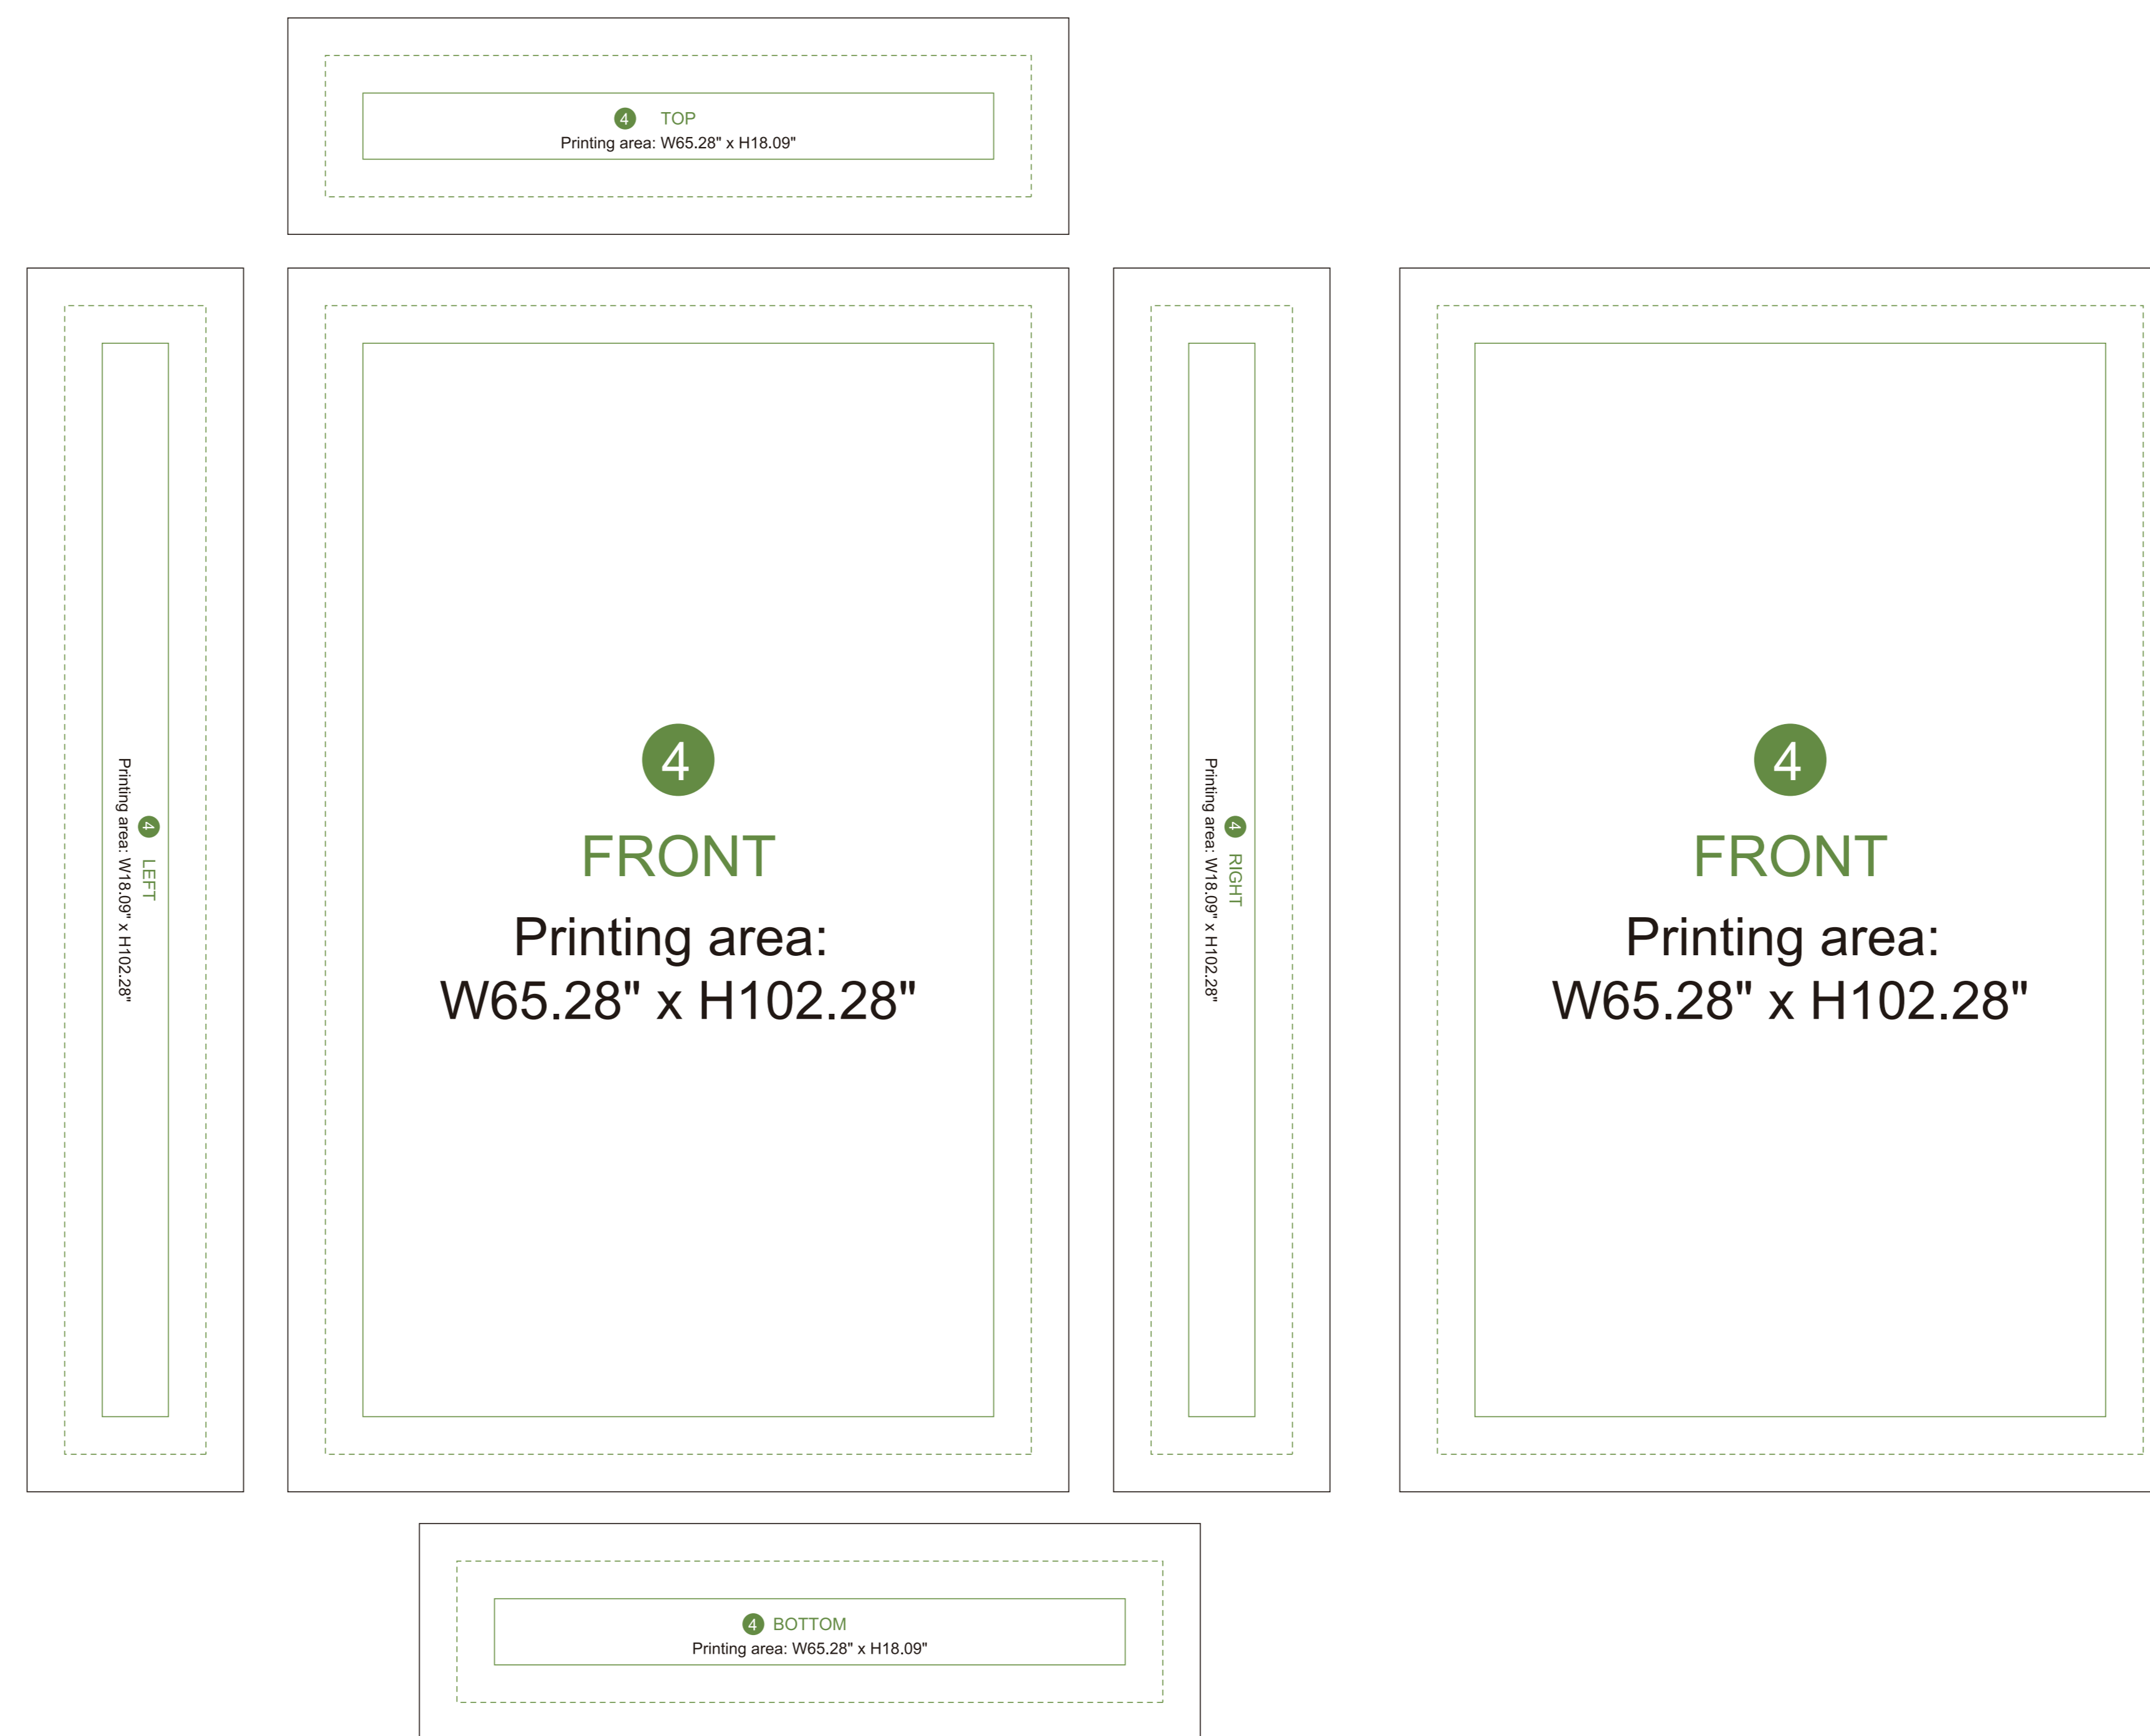 4 TOP
Printing area: W65.28" x H18.09"
4 LEFT
Printing area: W18.09" x H102.28"
4
FRONT
Printing area:
W65.28" x H102.28"
4 RIGHT
Printing area: W18.09" x H102.28"
4
FRONT
Printing area:
W65.28" x H102.28"
4 BOTTOM
Printing area: W65.28" x H18.09"